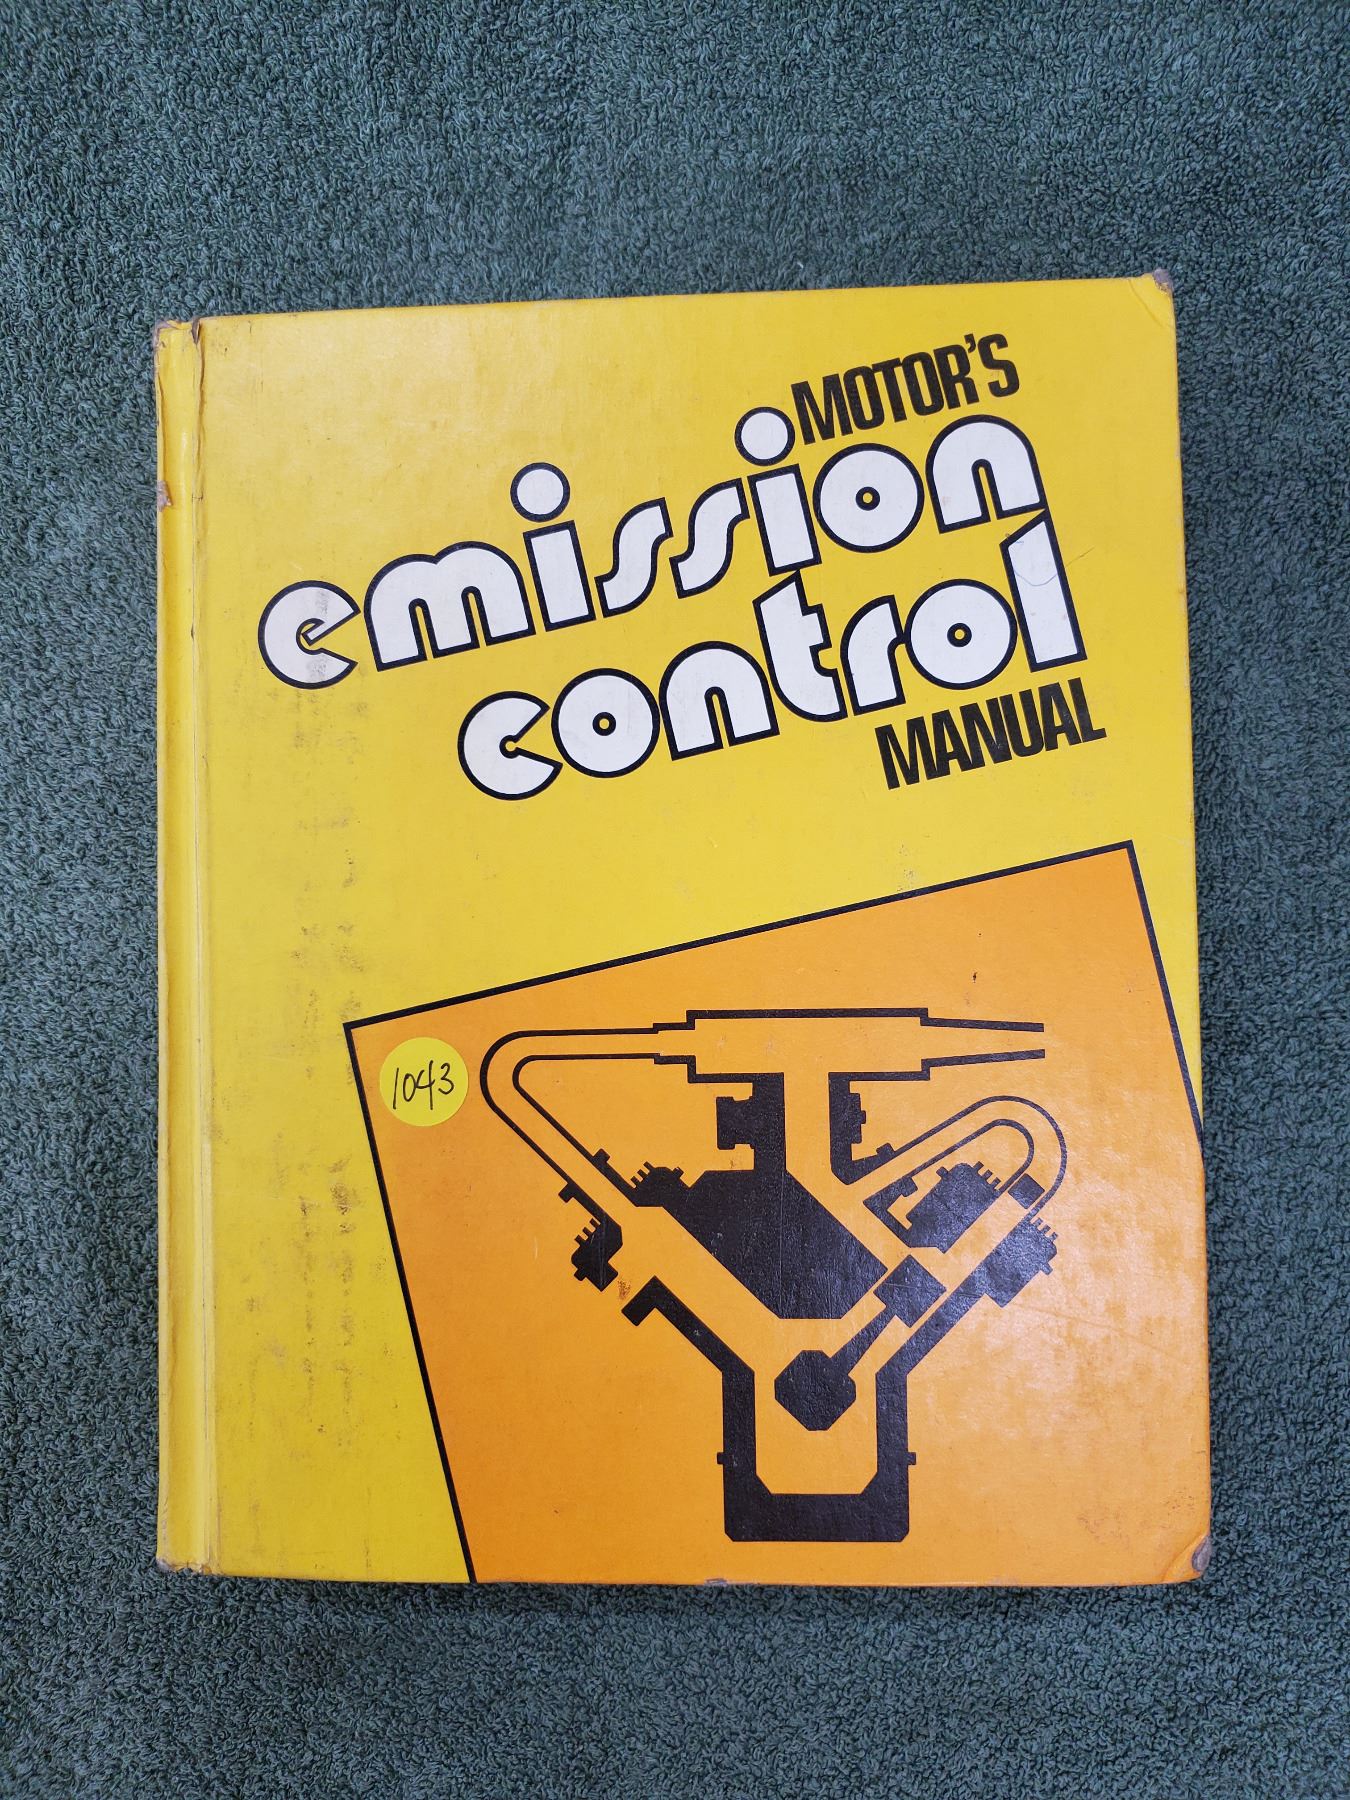 MOTOR'S
emission
control
MANUAL
1043